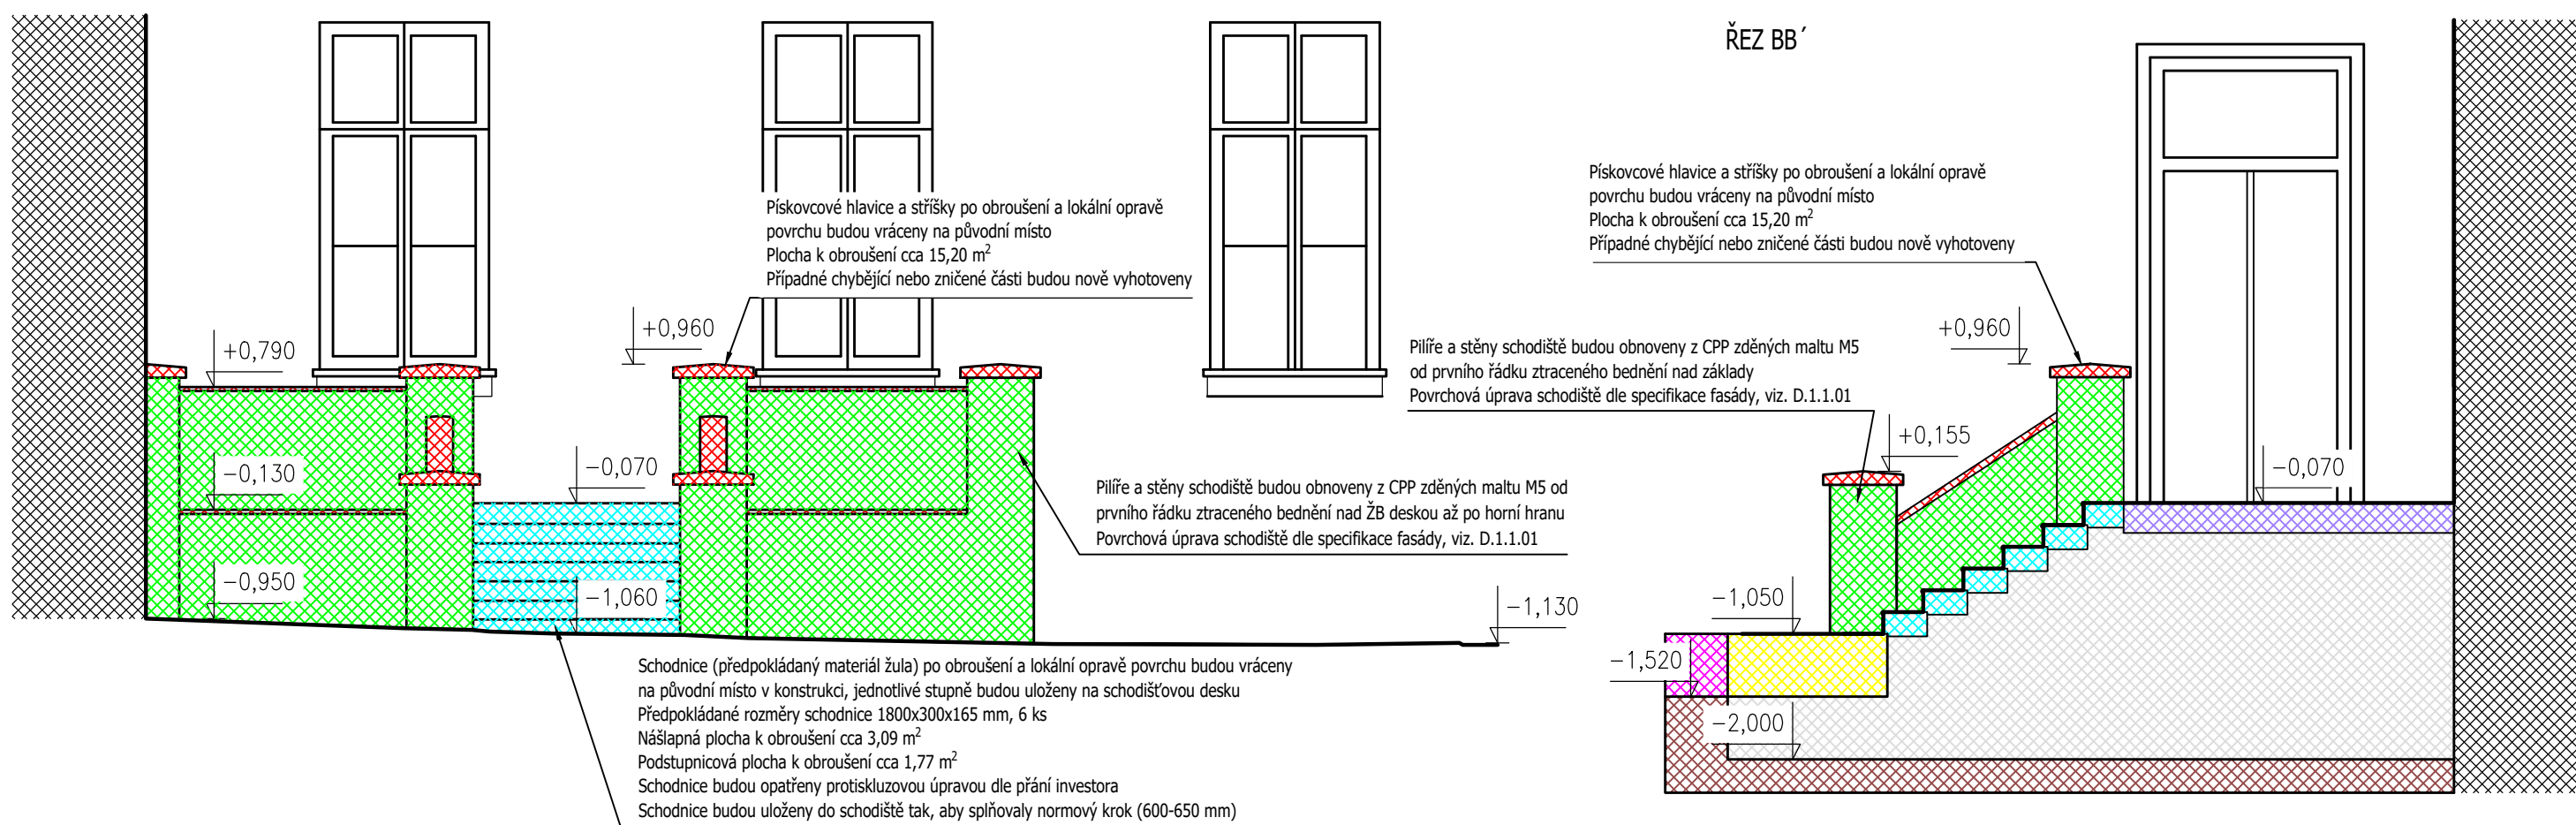 ŘEZ BB´
Pískovcové hlavice a stříšky po obroušení a lokální opravě
povrchu budou vráceny na původní místo
Plocha k obroušení cca 15,20 m²
Případné chybějící nebo zničené části budou nově vyhotoveny
Pískovcové hlavice a stříšky po obroušení a lokální opravě
povrchu budou vráceny na původní místo
Plocha k obroušení cca 15,20 m²
Případné chybějící nebo zničené části budou nově vyhotoveny
+0,790
+0,960
-0,130
-0,070
-0,950
-1,060
-1,130
Pilíře a stěny schodiště budou obnoveny z CPP zděných maltu M5 od
prvního řádku ztraceného bednění nad ŽB deskou až po horní hranu
Povrchová úprava schodiště dle specifikace fasády, viz. D.1.1.01
Pilíře a stěny schodiště budou obnoveny z CPP zděných maltu M5
od prvního řádku ztraceného bednění nad základy
Povrchová úprava schodiště dle specifikace fasády, viz. D.1.1.01
+0,960
+0,155
-0,070
-1,050
-1,520
-2,000
Schodnice (předpokládaný materiál žula) po obroušení a lokální opravě povrchu budou vráceny
na původní místo v konstrukci, jednotlivé stupně budou uloženy na schodišťovou desku
Předpokládané rozměry schodnice 1800x300x165 mm, 6 ks
Nášlapná plocha k obroušení cca 3,09 m²
Podstupnicová plocha k obroušení cca 1,77 m²
Schodnice budou opatřeny protiskluzovou úpravou dle přání investora
Schodnice budou uloženy do schodiště tak, aby splňovaly normový krok (600-650 mm)